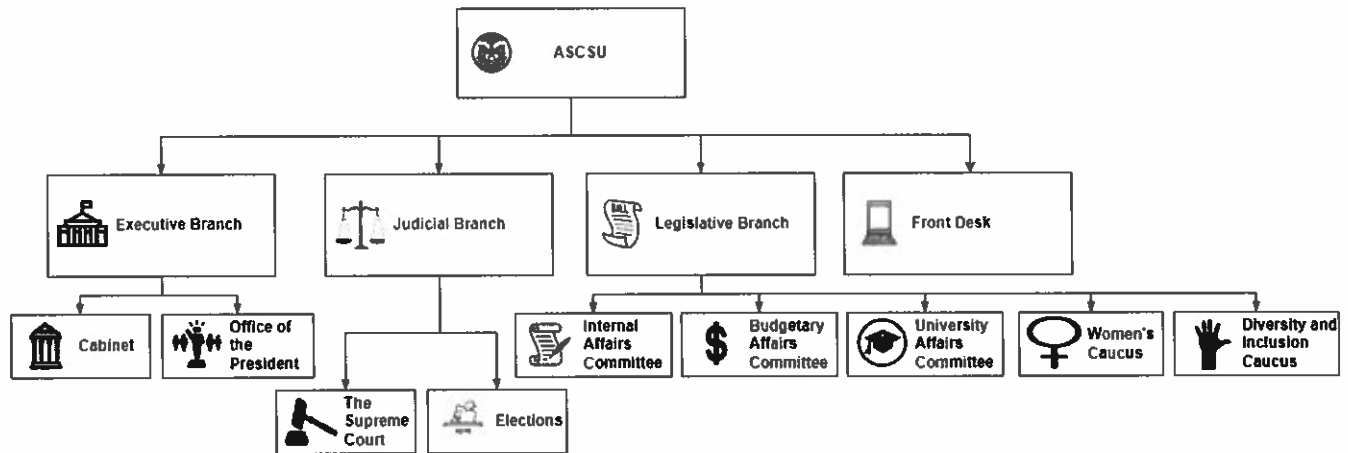 ASCSU
Executive Branch
Judicial Branch
BILL
Legislative Branch
Front Desk
Cabinet
Office of
the
President
Internal
Affairs
Committee
$
Budgetary
Affairs
Committee
University
Affairs
Committee
Women's
Caucus
Diversity and
Inclusion
Caucus
The
Supreme
Court
Elections